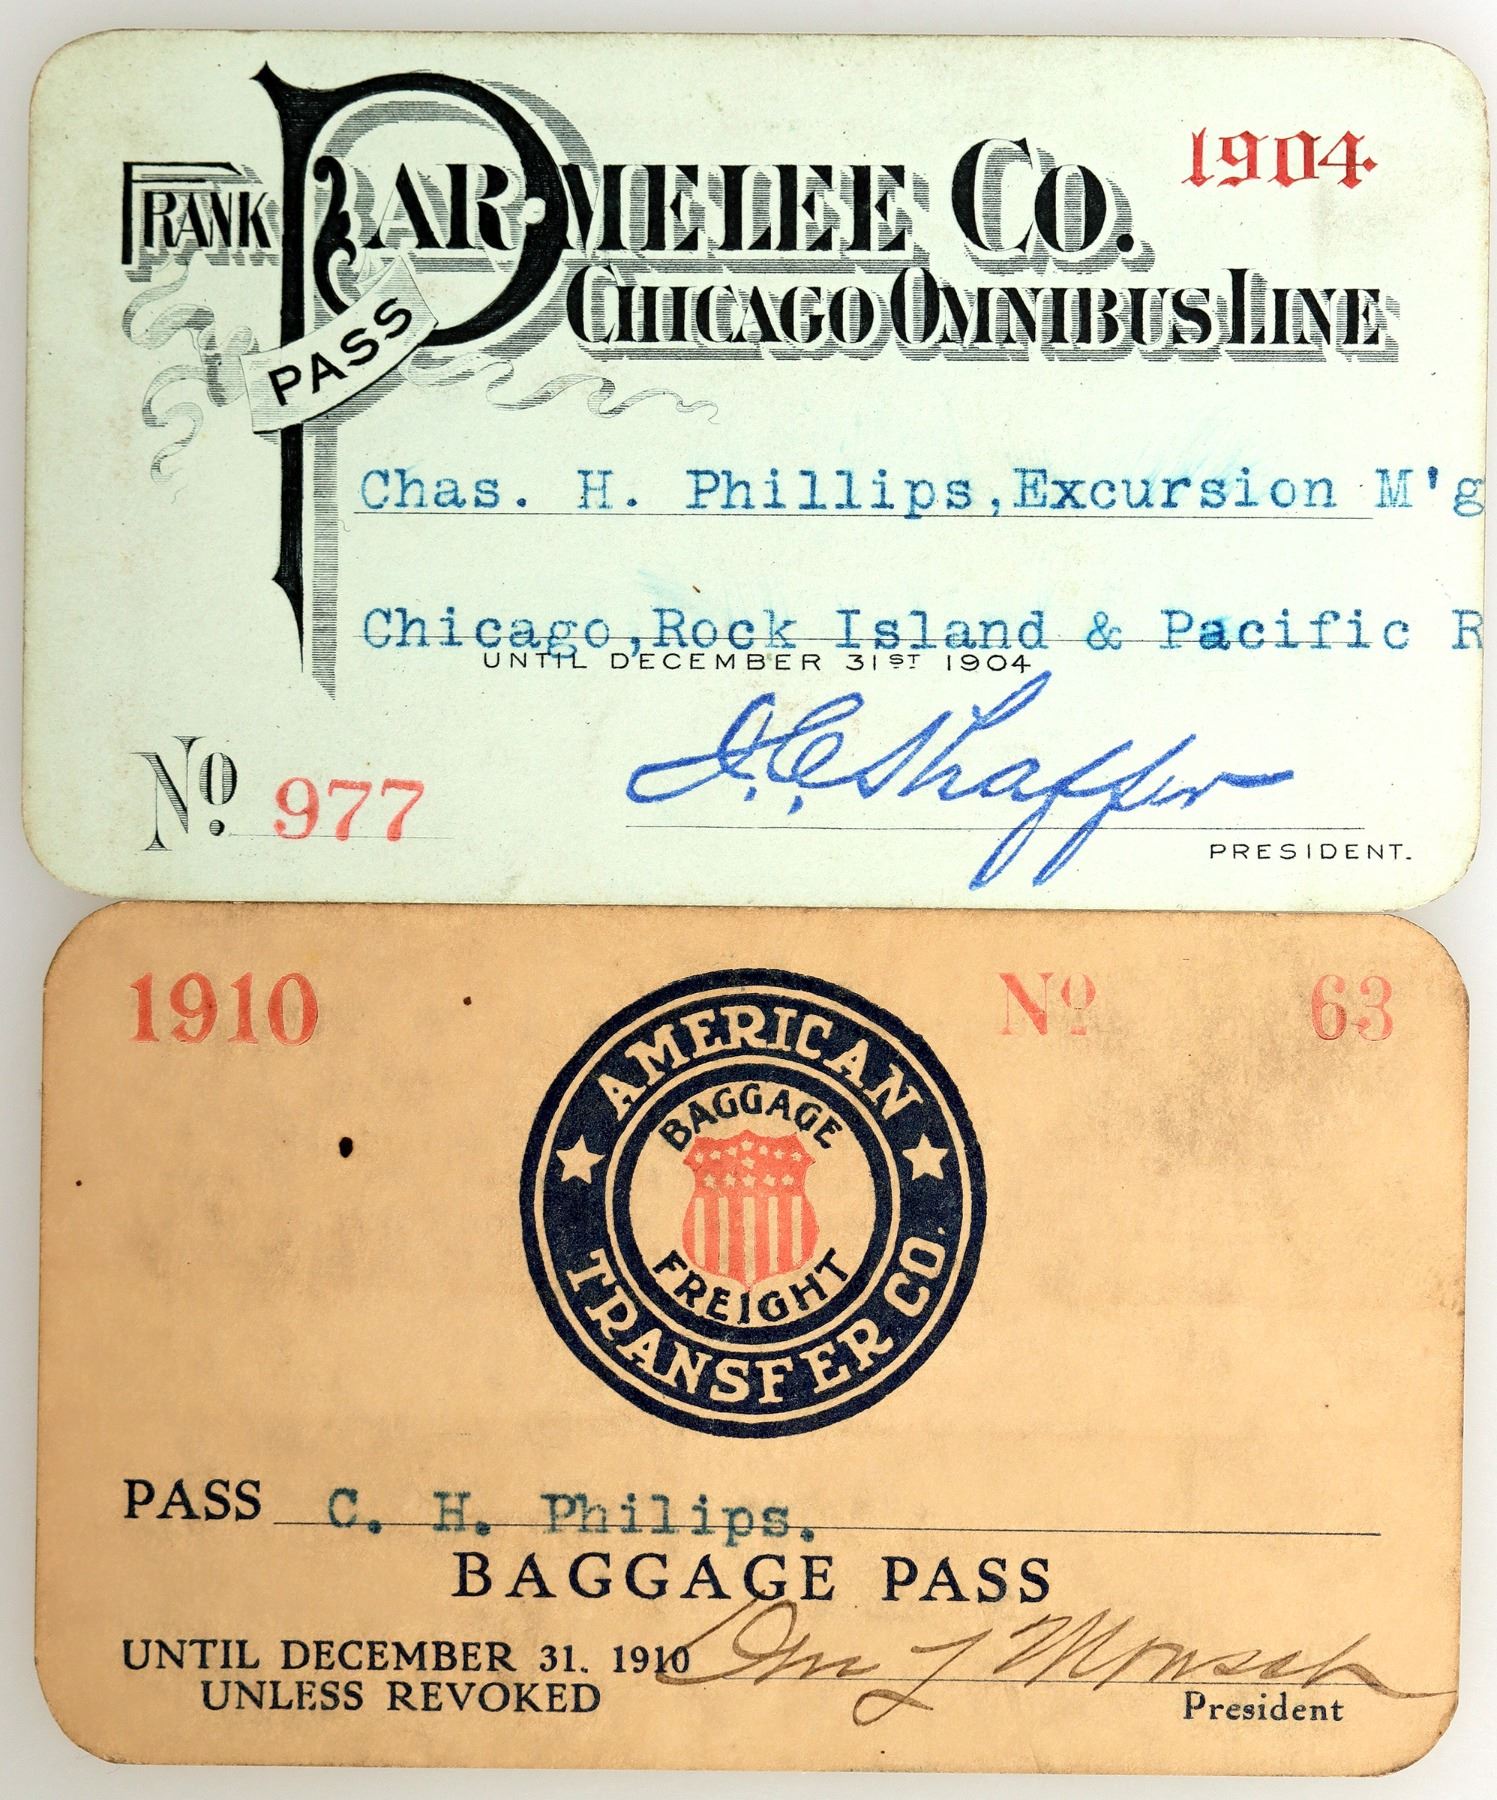 FRANK PARMELEE CO. 1904
CHICAGO OMNIBUS LINE
PASS
Chas. H. Phillips,Excursion M'g
Chicago,Rock Island & Pacific R
UNTIL DECEMBER 31ST 1904
No. 977
J.C. Shaffer
PRESIDENT.
1910 No 63
AMERICAN
BAGGAGE
FREIGHT
TRANSFER CO.
PASS C. H. Philips.
BAGGAGE PASS
UNTIL DECEMBER 31. 1910
UNLESS REVOKED
President